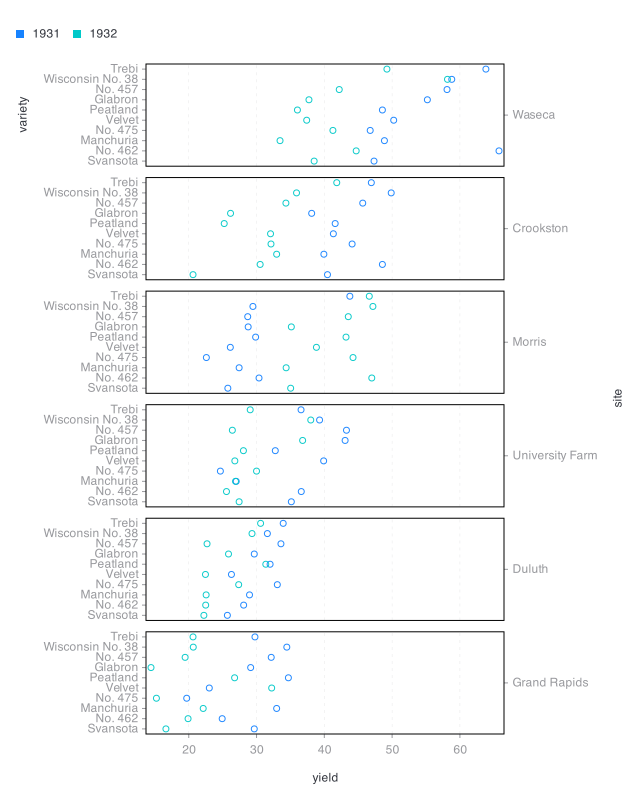 1931 1932
variety
Trebi
Wisconsin No. 38
No. 457
Glabron
Peatland
Velvet
No. 475
Manchuria
No. 462
Svansota
Waseca
Trebi
Wisconsin No. 38
No. 457
Glabron
Peatland
Velvet
No. 475
Manchuria
No. 462
Svansota
Crookston
Trebi
Wisconsin No. 38
No. 457
Glabron
Peatland
Velvet
No. 475
Manchuria
No. 462
Svansota
Morris
site
Trebi
Wisconsin No. 38
No. 457
Glabron
Peatland
Velvet
No. 475
Manchuria
No. 462
Svansota
University Farm
Trebi
Wisconsin No. 38
No. 457
Glabron
Peatland
Velvet
No. 475
Manchuria
No. 462
Svansota
Duluth
Trebi
Wisconsin No. 38
No. 457
Glabron
Peatland
Velvet
No. 475
Manchuria
No. 462
Svansota
Grand Rapids
20 30 40 50 60
yield